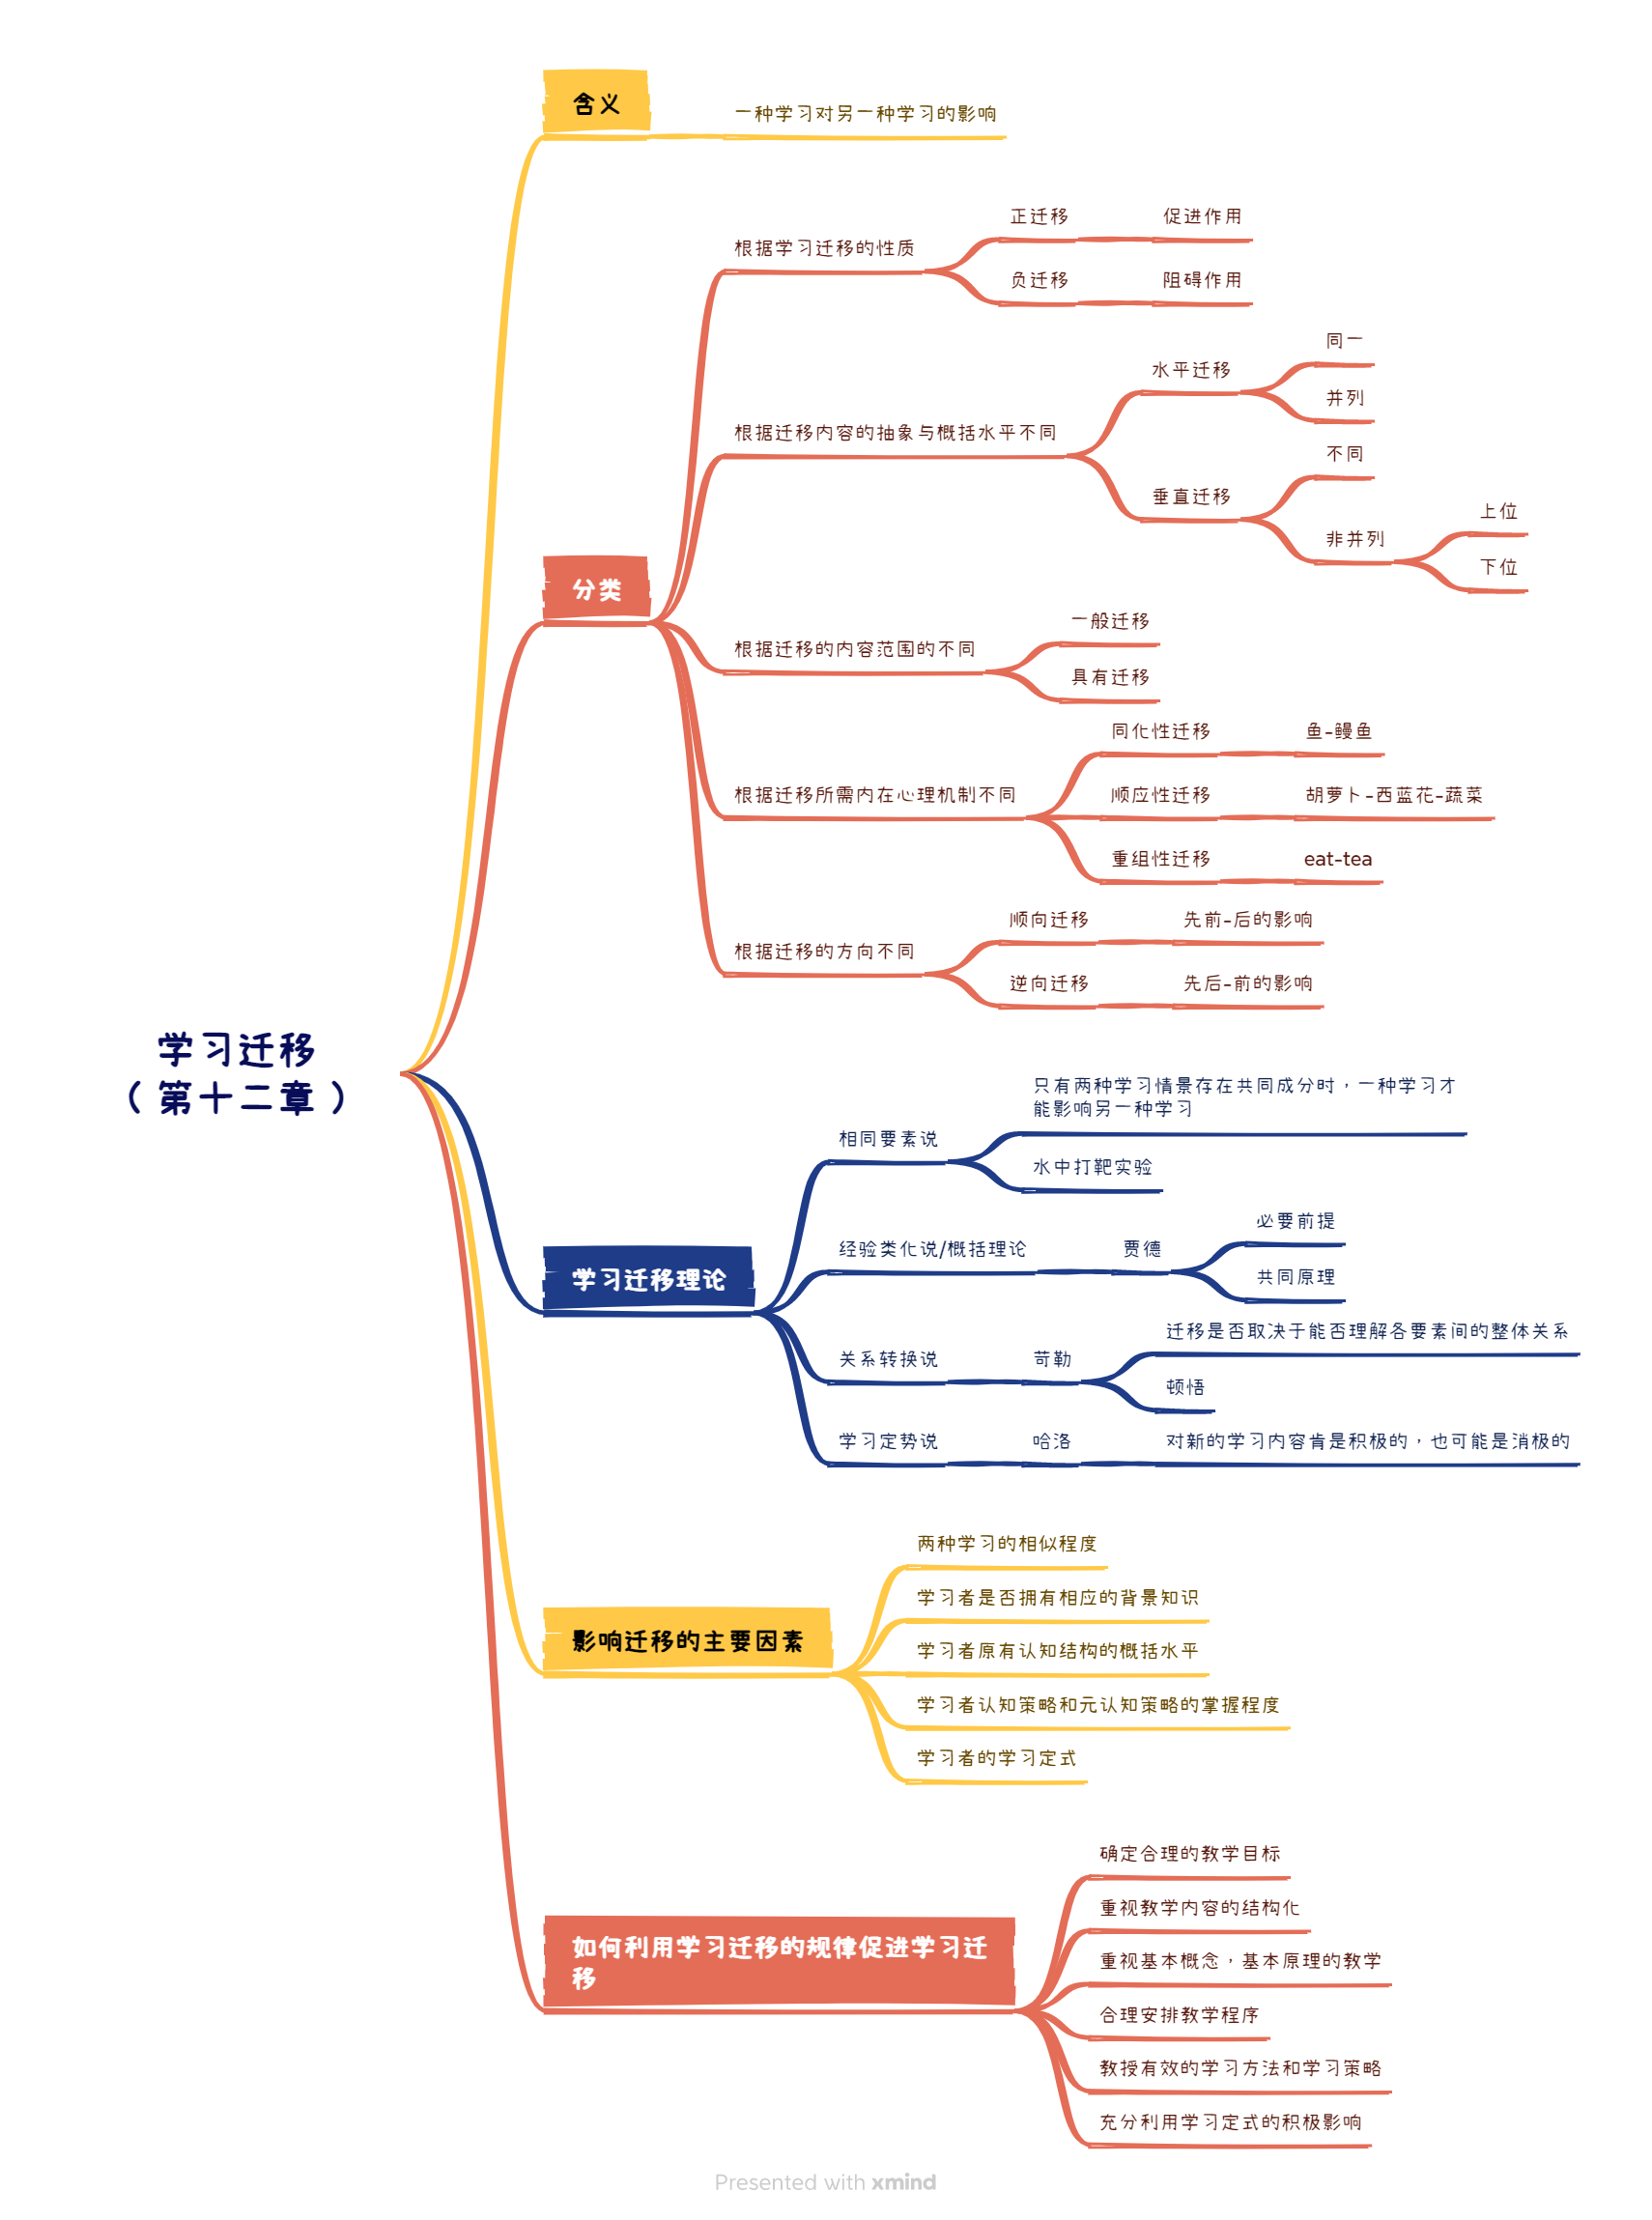 含义
一种学习对另一种学习的影响
分类
根据学习迁移的性质
正迁移
促进作用
负迁移
阻碍作用
根据迁移内容的抽象与概括水平不同
水平迁移
同一
并列
垂直迁移
不同
非并列
上位
下位
根据迁移的内容范围的不同
一般迁移
具有迁移
根据迁移所需内在心理机制不同
同化性迁移
鱼-鳗鱼
顺应性迁移
胡萝卜-西蓝花-蔬菜
重组性迁移
eat-tea
根据迁移的方向不同
顺向迁移
先前-后的影响
逆向迁移
先后-前的影响
学习迁移
（第十二章）
学习迁移理论
相同要素说
只有两种学习情景存在共同成分时，一种学习才
能影响另一种学习
水中打靶实验
经验类化说/概括理论
贾德
必要前提
共同原理
关系转换说
苛勒
迁移是否取决于能否理解各要素间的整体关系
顿悟
学习定势说
哈洛
对新的学习内容肯是积极的，也可能是消极的
影响迁移的主要因素
两种学习的相似程度
学习者是否拥有相应的背景知识
学习者原有认知结构的概括水平
学习者认知策略和元认知策略的掌握程度
学习者的学习定式
如何利用学习迁移的规律促进学习迁
移
确定合理的教学目标
重视教学内容的结构化
重视基本概念，基本原理的教学
合理安排教学程序
教授有效的学习方法和学习策略
充分利用学习定式的积极影响
Presented with xmind